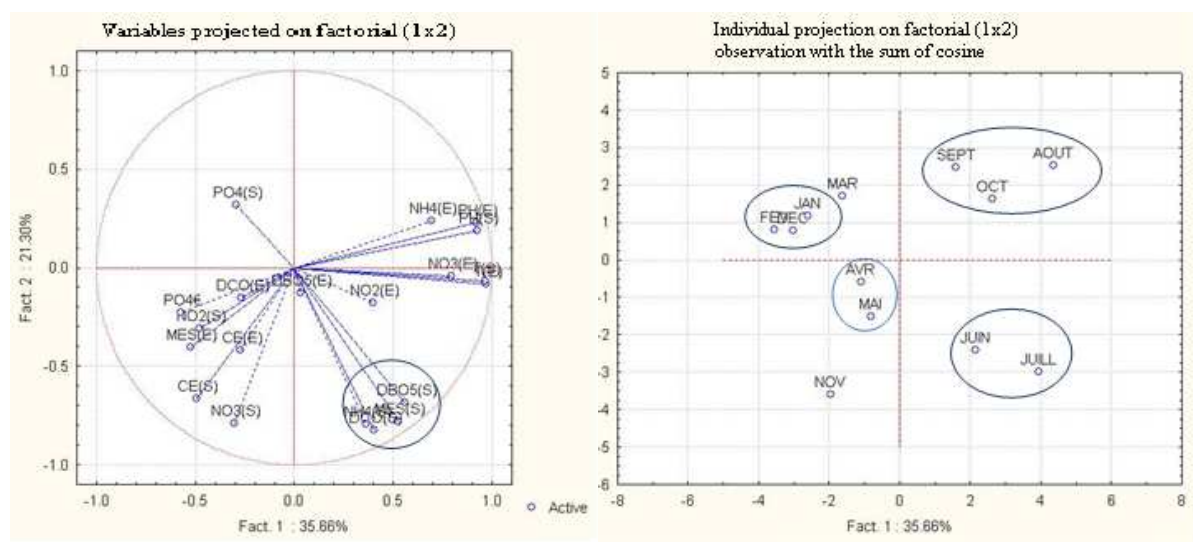 Variables projected on factorial (1x2)
1.0
0.5
0.0
-0.5
-1.0
Fact. 2 : 21.30%
PO4(S)
NH4(E)
PH(E)
PH(S)
NO3(E)
DCO(E)
DBO5(E)
NO2(E)
MES(E)
CE(E)
CE(S)
NO3(S)
DBO5(S)
MES(S)
-1.0 -0.5 0.0 0.5 1.0
Active
Fact. 1 : 35.66%
Individual projection on factorial (1x2)
observation with the sum of cosine
5
4
3
2
1
0
-1
-2
-3
-4
-5
-6
SEPT
AOUT
OCT
MAR
JAN
AVR
MAI
JUIN
JUILL
NOV
-8 -6 -4 -2 0 2 4 6 8
Fact. 1 : 35.66%